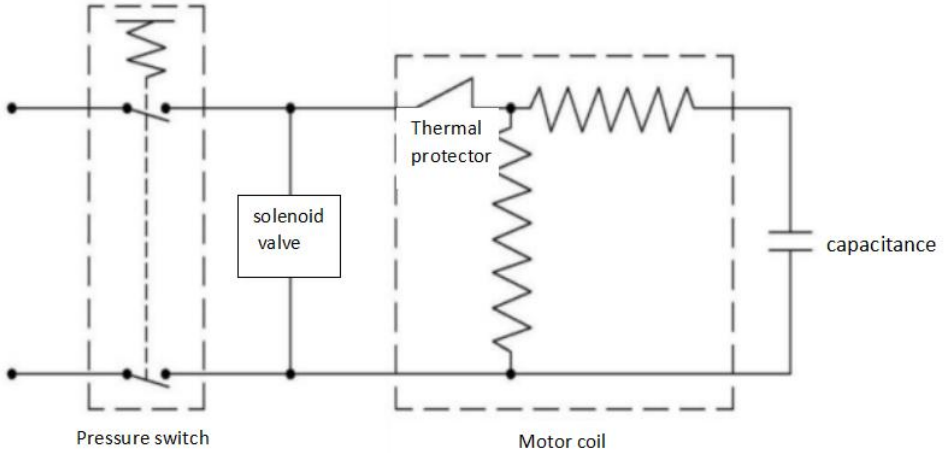 Thermal
protector
solenoid
valve
capacitance
Pressure switch
Motor coil